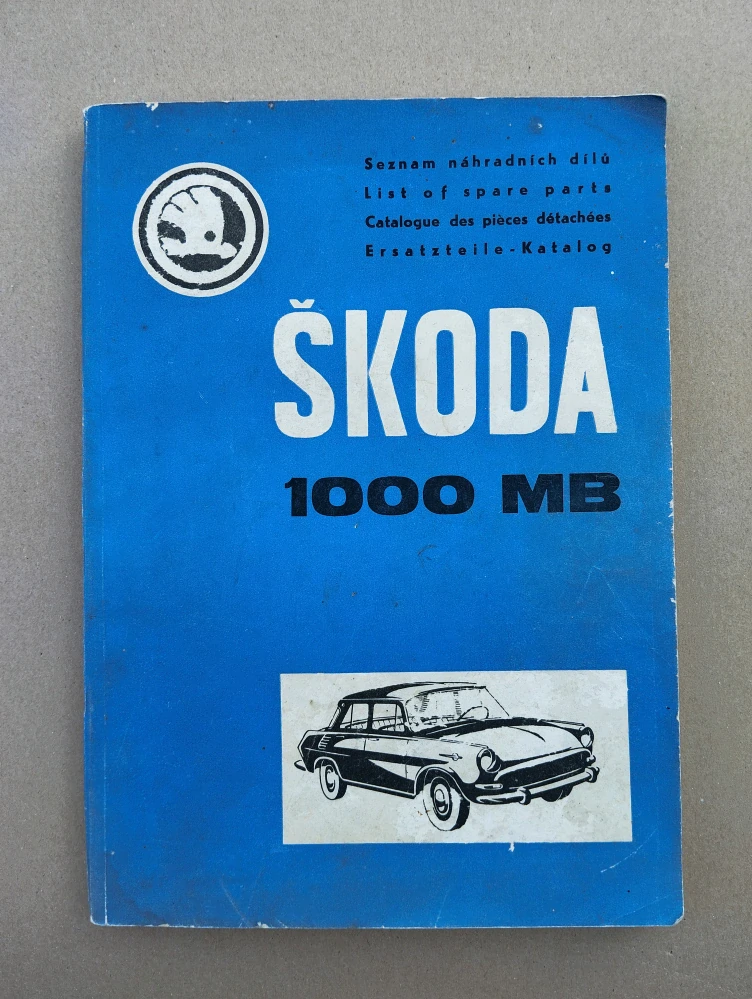 Seznam náhradních dílů
List of spare parts
Catalogue des pièces détachées
Ersatzteile-Katalog
ŠKODA
1000 MB